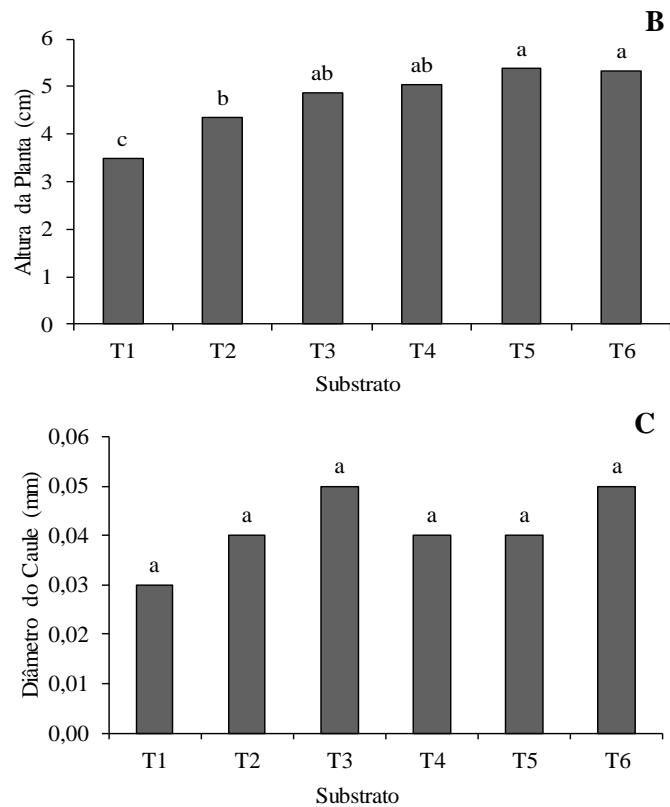 B
Altura da Planta (cm)
6
5
4
3
2
1
0
c
b
ab
ab
a
a
T1 T2 T3 T4 T5 T6
Substrato
C
Diâmetro do Caule (mm)
0,06
0,05
0,04
0,03
0,02
0,01
0,00
a
a
a
a
a
a
T1 T2 T3 T4 T5 T6
Substrato